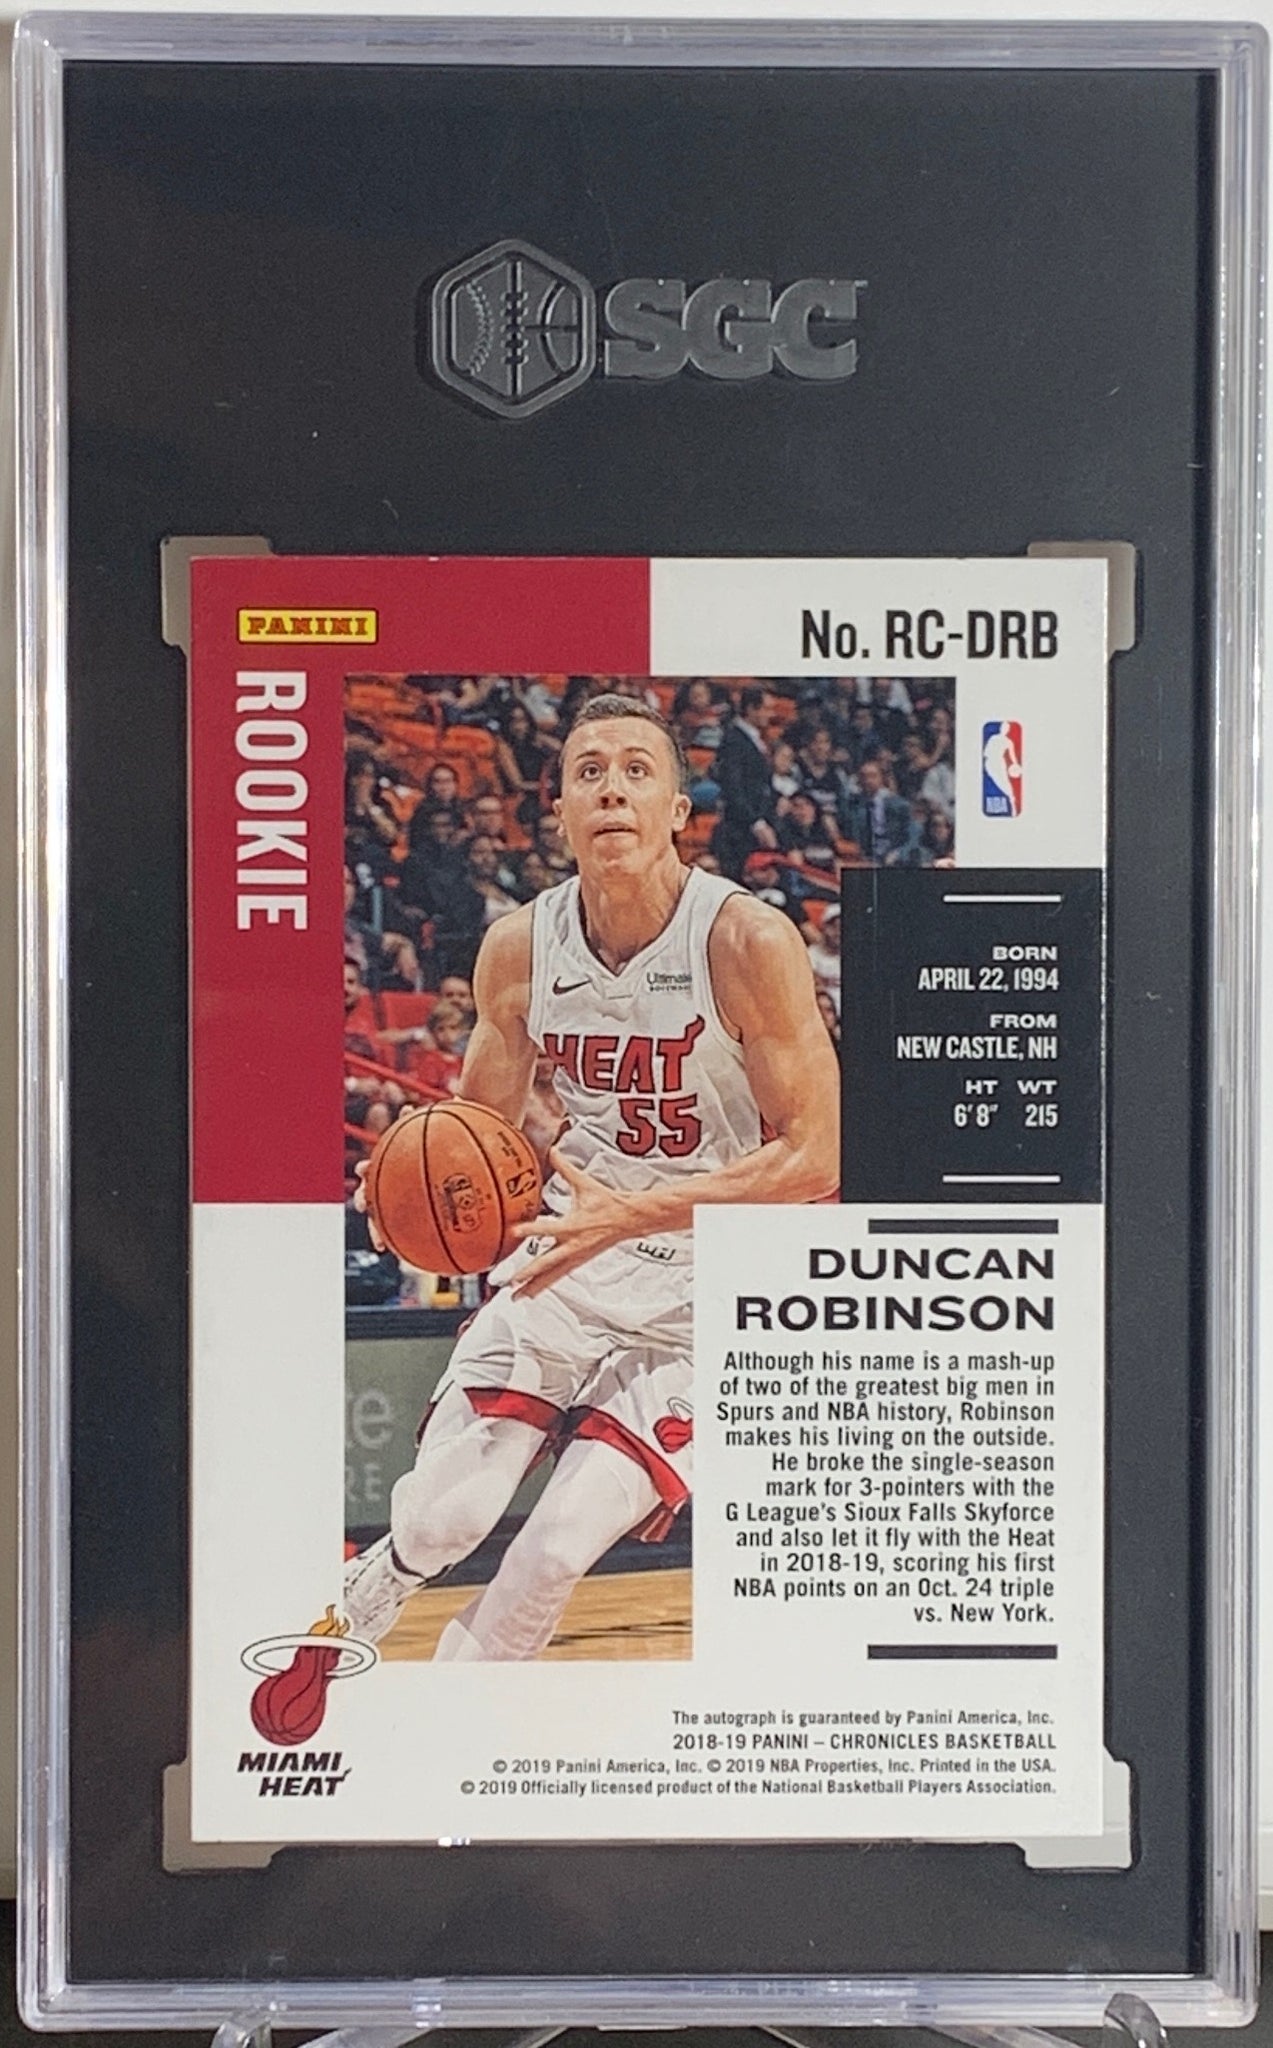 SGC
PANINI
No. RC-DRB
ROOKIE
NBA
BORN
APRIL 22, 1994
FROM
NEW CASTLE, NH
HT WT
6'8" 215
Ultimate
SOFTWARE
HEAT
55
DUNCAN
ROBINSON
Although his name is a mash-up
of two of the greatest big men in
Spurs and NBA history, Robinson
makes his living on the outside.
He broke the single-season
mark for 3-pointers with the
G League's Sioux Falls Skyforce
and also let it fly with the Heat
in 2018-19, scoring his first
NBA points on an Oct. 24 triple
vs. New York.
MIAMI
HEAT
The autograph is guaranteed by Panini America, Inc.
2018-19 PANINI – CHRONICLES BASKETBALL
© 2019 Panini America, Inc. © 2019 NBA Properties, Inc. Printed in the USA.
© 2019 Officially licensed product of the National Basketball Players Association.